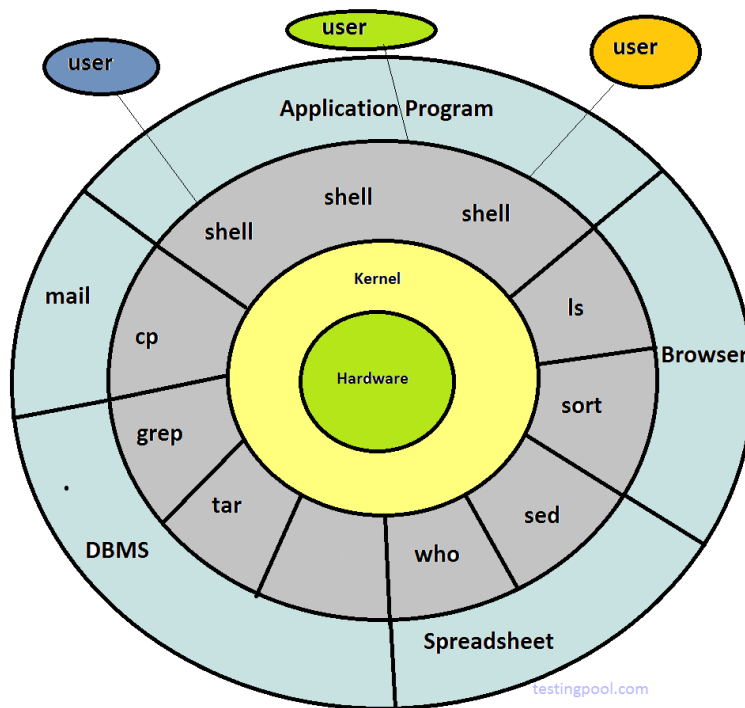 user
user
user
Application Program
shell
shell
shell
mail
Kernel
ls
cp
Browser
Hardware
sort
grep
tar
sed
DBMS
who
Spreadsheet
testingpool.com